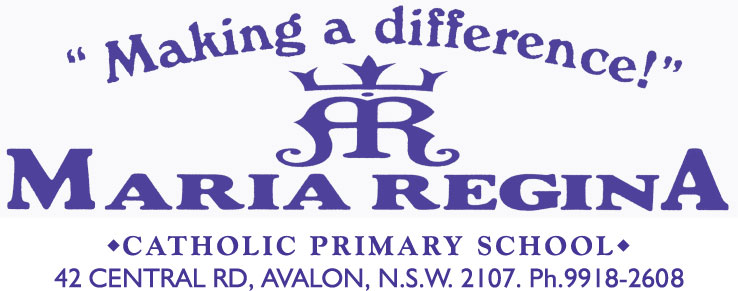 “Making a difference!”
MARIA REGINA
CATHOLIC PRIMARY SCHOOL
42 CENTRAL RD, AVALON, N.S.W. 2107. Ph.9918-2608